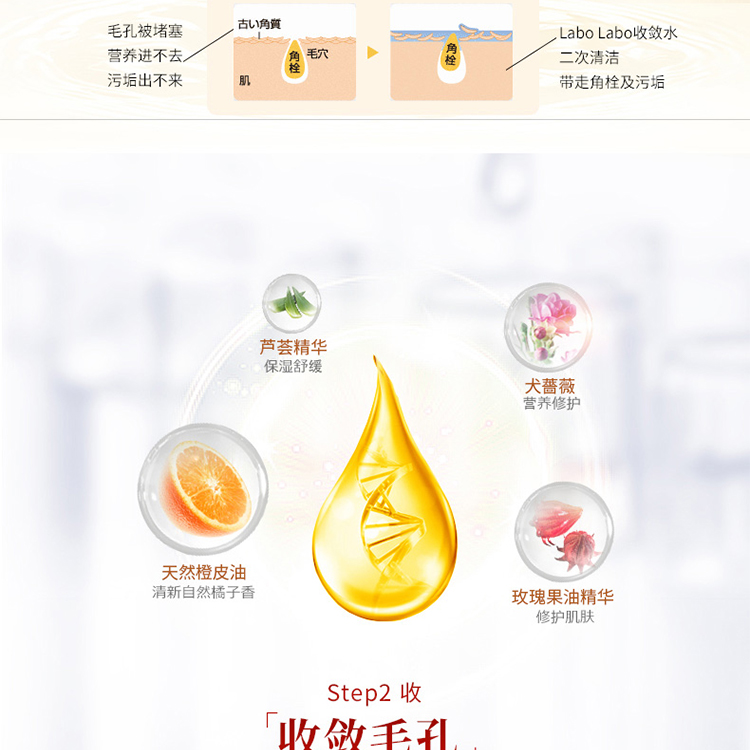 毛孔被堵塞
营养进不去
污垢出不来
古い角質
角栓
毛穴
肌
角栓
Labo Labo收敛水
二次清洁
带走角栓及污垢
芦荟精华
保湿舒缓
犬蔷薇
营养修护
天然橙皮油
清新自然橘子香
玫瑰果油精华
修护肌肤
Step2 收
「收敛毛孔」